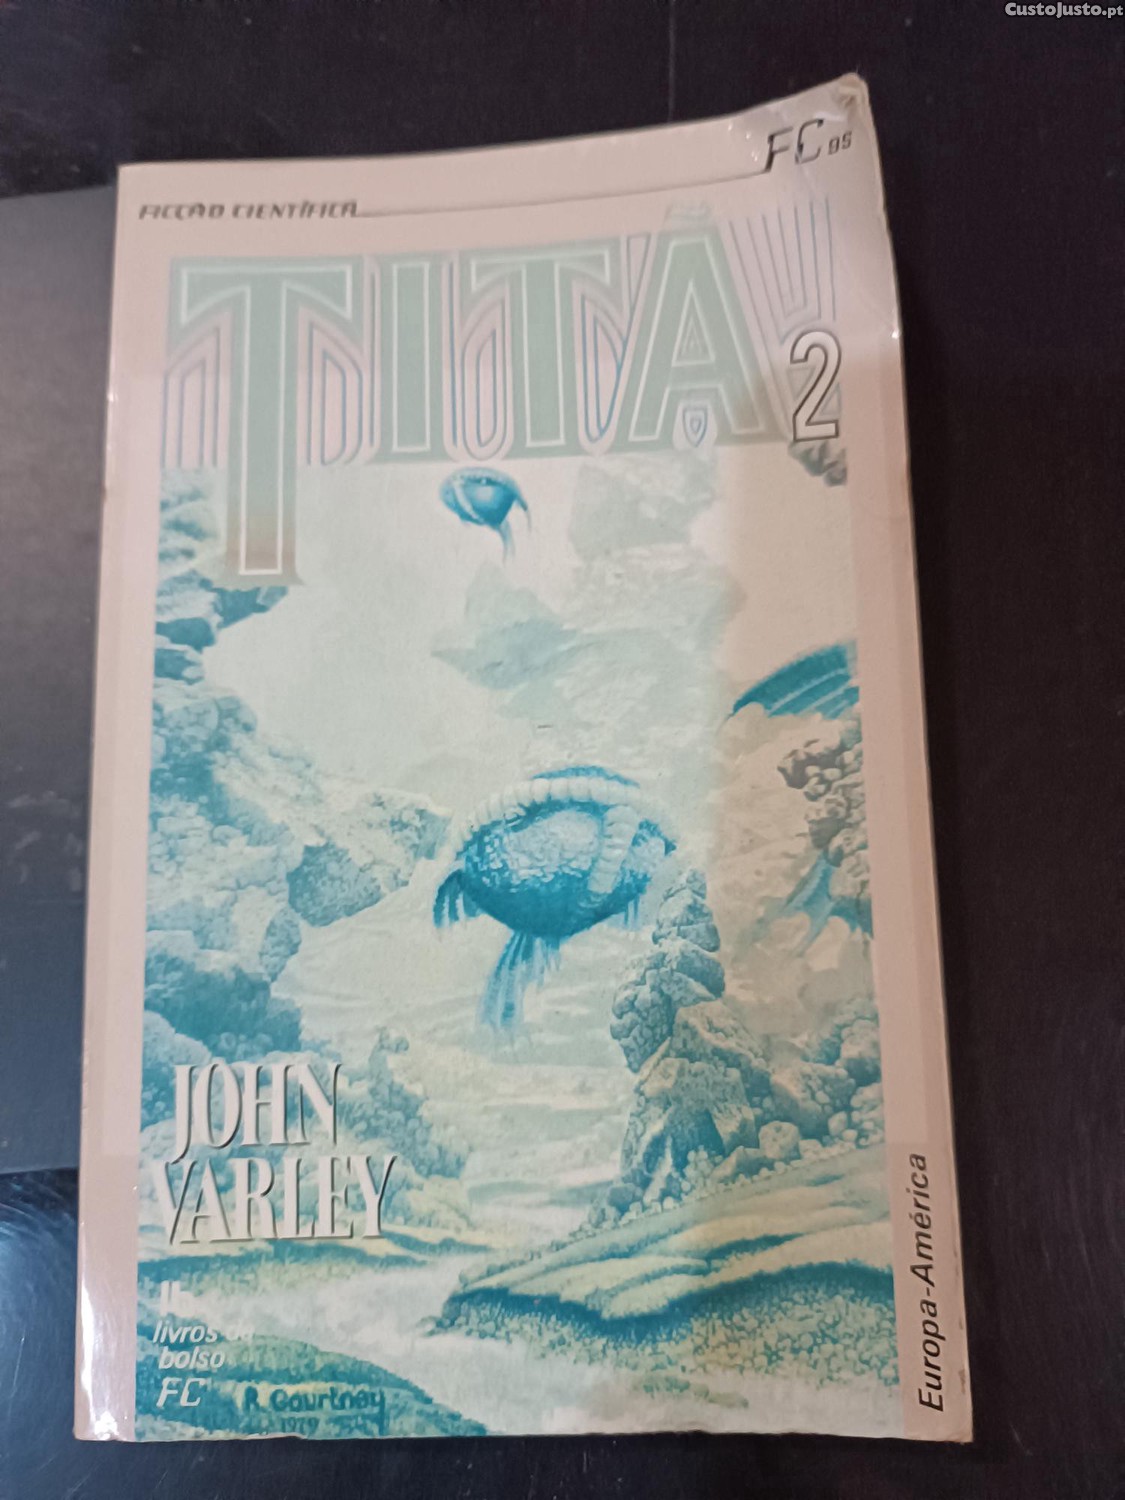 CustoJusto.pt
FC 95
FICÇÃO CIENTÍFICA
TITÃ
2
JOHN
VARLEY
livros de
bolso
FC
R. Courtney
1979
Europa-América